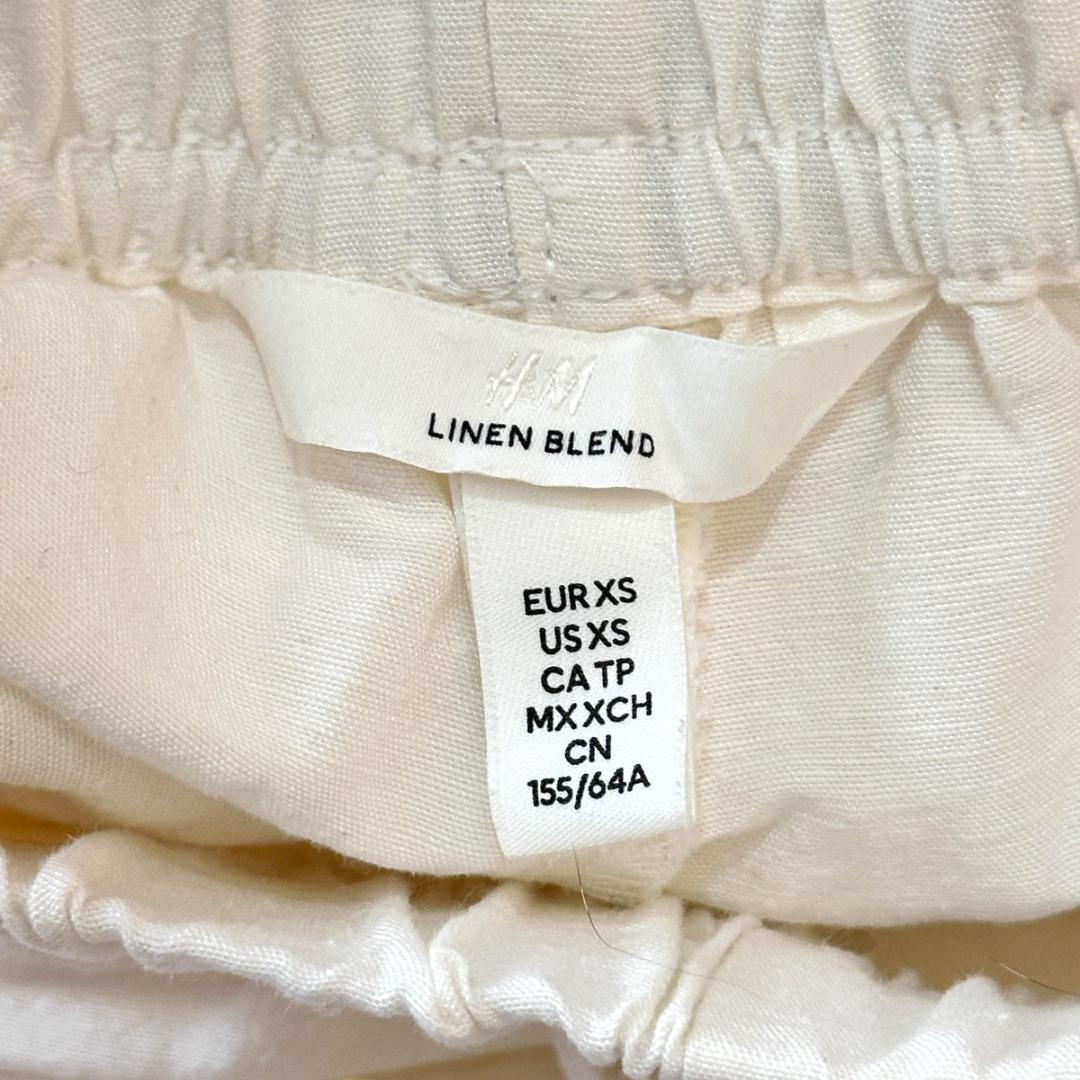 H&M
LINEN BLEND
EUR XS
US XS
CA TP
MX XCH
CN
155/64A